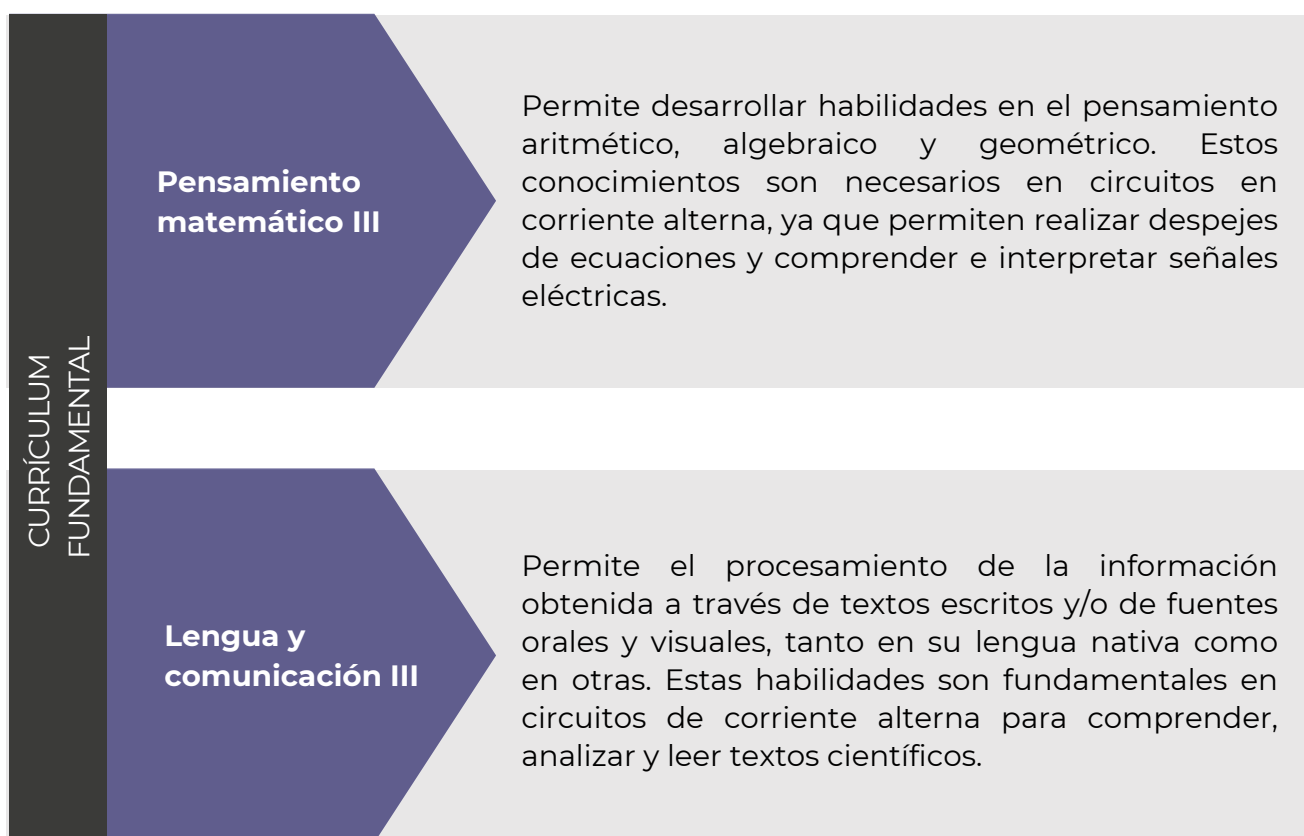 CURRÍCULUM
FUNDAMENTAL
Pensamiento
matemático III
Permite desarrollar habilidades en el pensamiento
aritmético, algebraico y geométrico. Estos
conocimientos son necesarios en circuitos en
corriente alterna, ya que permiten realizar despejes
de ecuaciones y comprender e interpretar señales
eléctricas.
Lengua y
comunicación III
Permite el procesamiento de la información
obtenida a través de textos escritos y/o de fuentes
orales y visuales, tanto en su lengua nativa como
en otras. Estas habilidades son fundamentales en
circuitos de corriente alterna para comprender,
analizar y leer textos científicos.